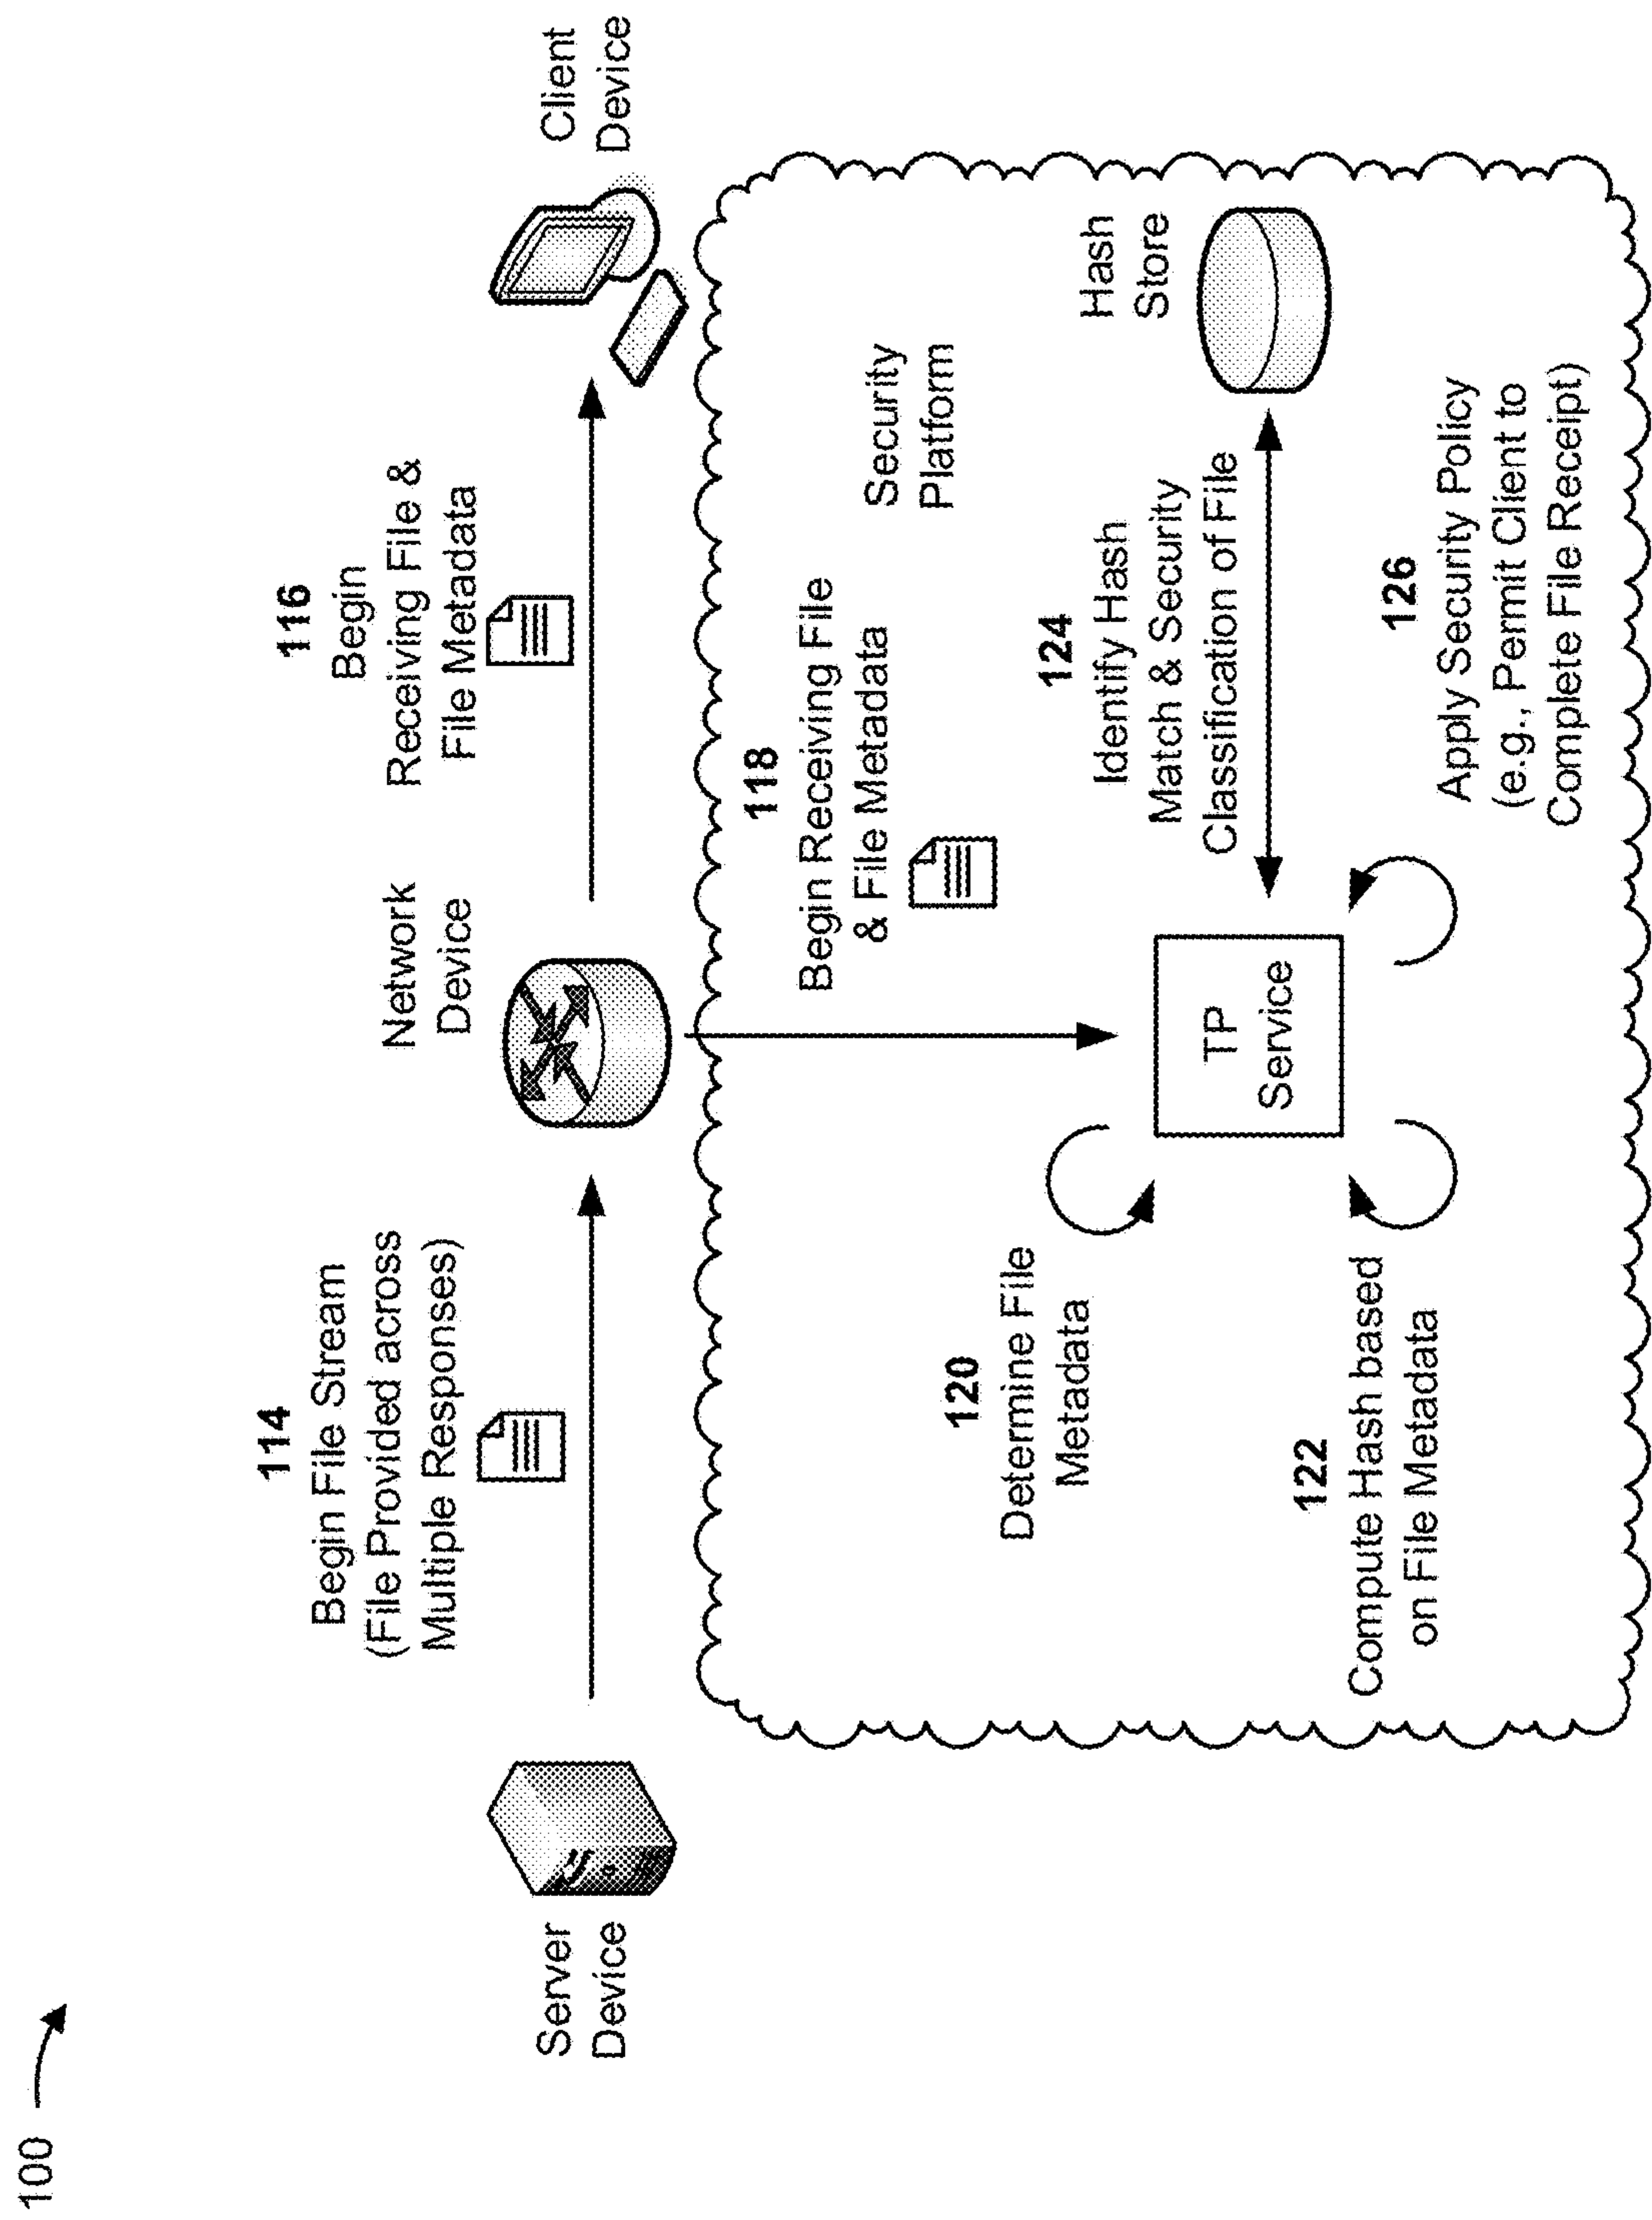 100
114
Begin File Stream
(File Provided across
Multiple Responses)
116
Begin
Receiving File &
File Metadata
Server
Device
Network
Device
Client
Device
118
Begin Receiving File
& File Metadata
Security
Platform
120
Determine File
Metadata
122
Compute Hash based
on File Metadata
TP
Service
124
Identify Hash
Match & Security
Classification of File
Hash
Store
126
Apply Security Policy
(e.g., Permit Client to
Complete File Receipt)